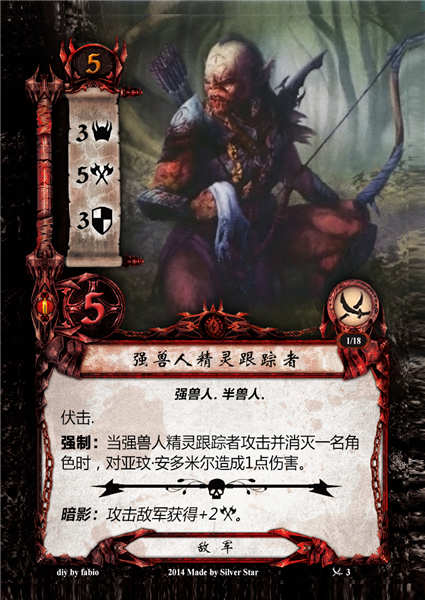 5
3
5
3
5
1/18
强兽人精灵跟踪者
强兽人. 半兽人.
伏击.
强制：当强兽人精灵跟踪者攻击并消灭一名角
色时，对亚玟·安多米尔造成1点伤害。
暗影：攻击敌军获得+2。
敌军
diy by fabio
2014 Made by Silver Star
3